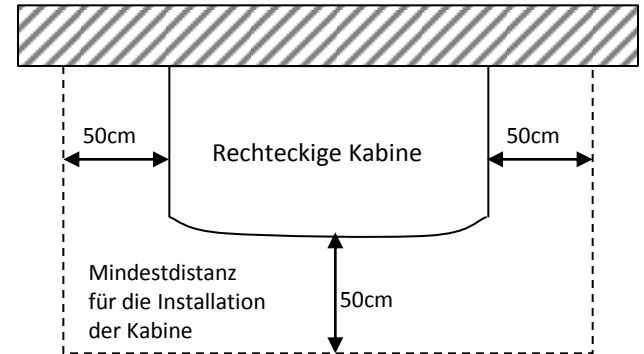 50cm
50cm
Rechteckige Kabine
Mindestdistanz
für die Installation
der Kabine
50cm